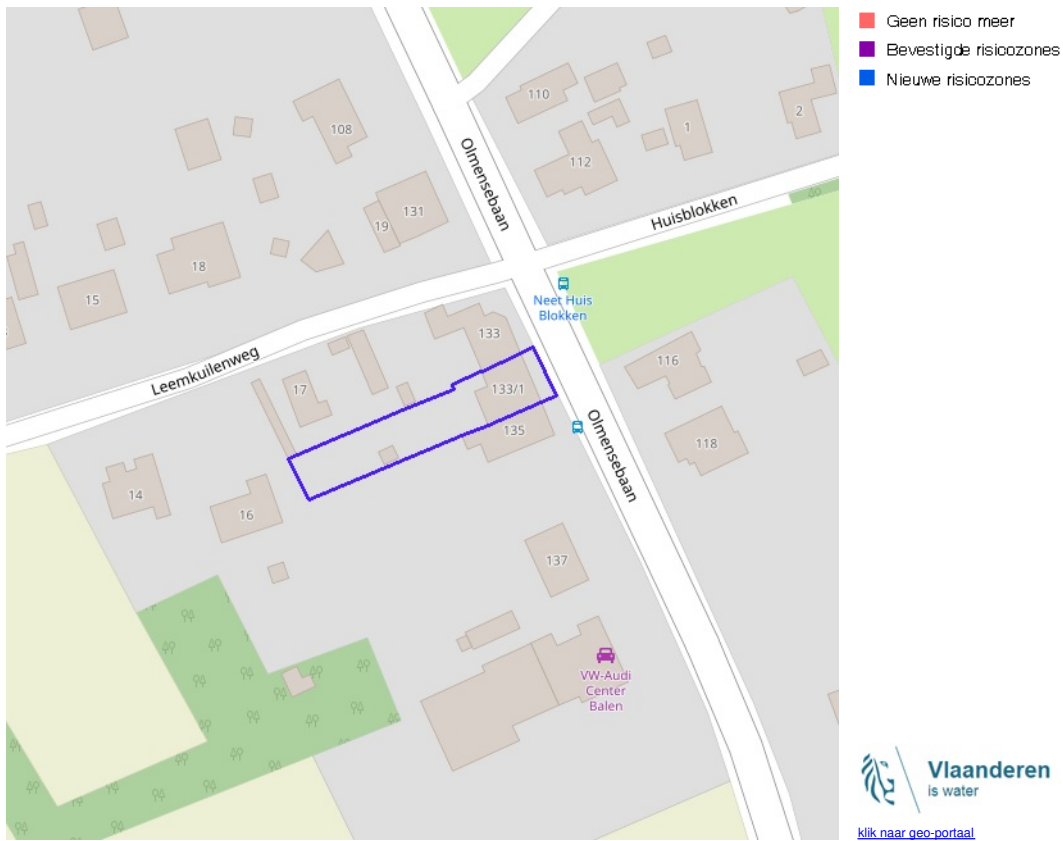 Geen risico meer
Bevestigde risicozones
Nieuwe risicozones
110
2
108
1
112
Olmensebaan
131
19
Huisblokken
18
15
Neet Huis
Blokken
133
Leemkuilenweg
116
17
133/1
135
118
Olmensebaan
14
16
137
VW-Audi
Center
Balen
Vlaanderen
is water
klik naar geo-portaal